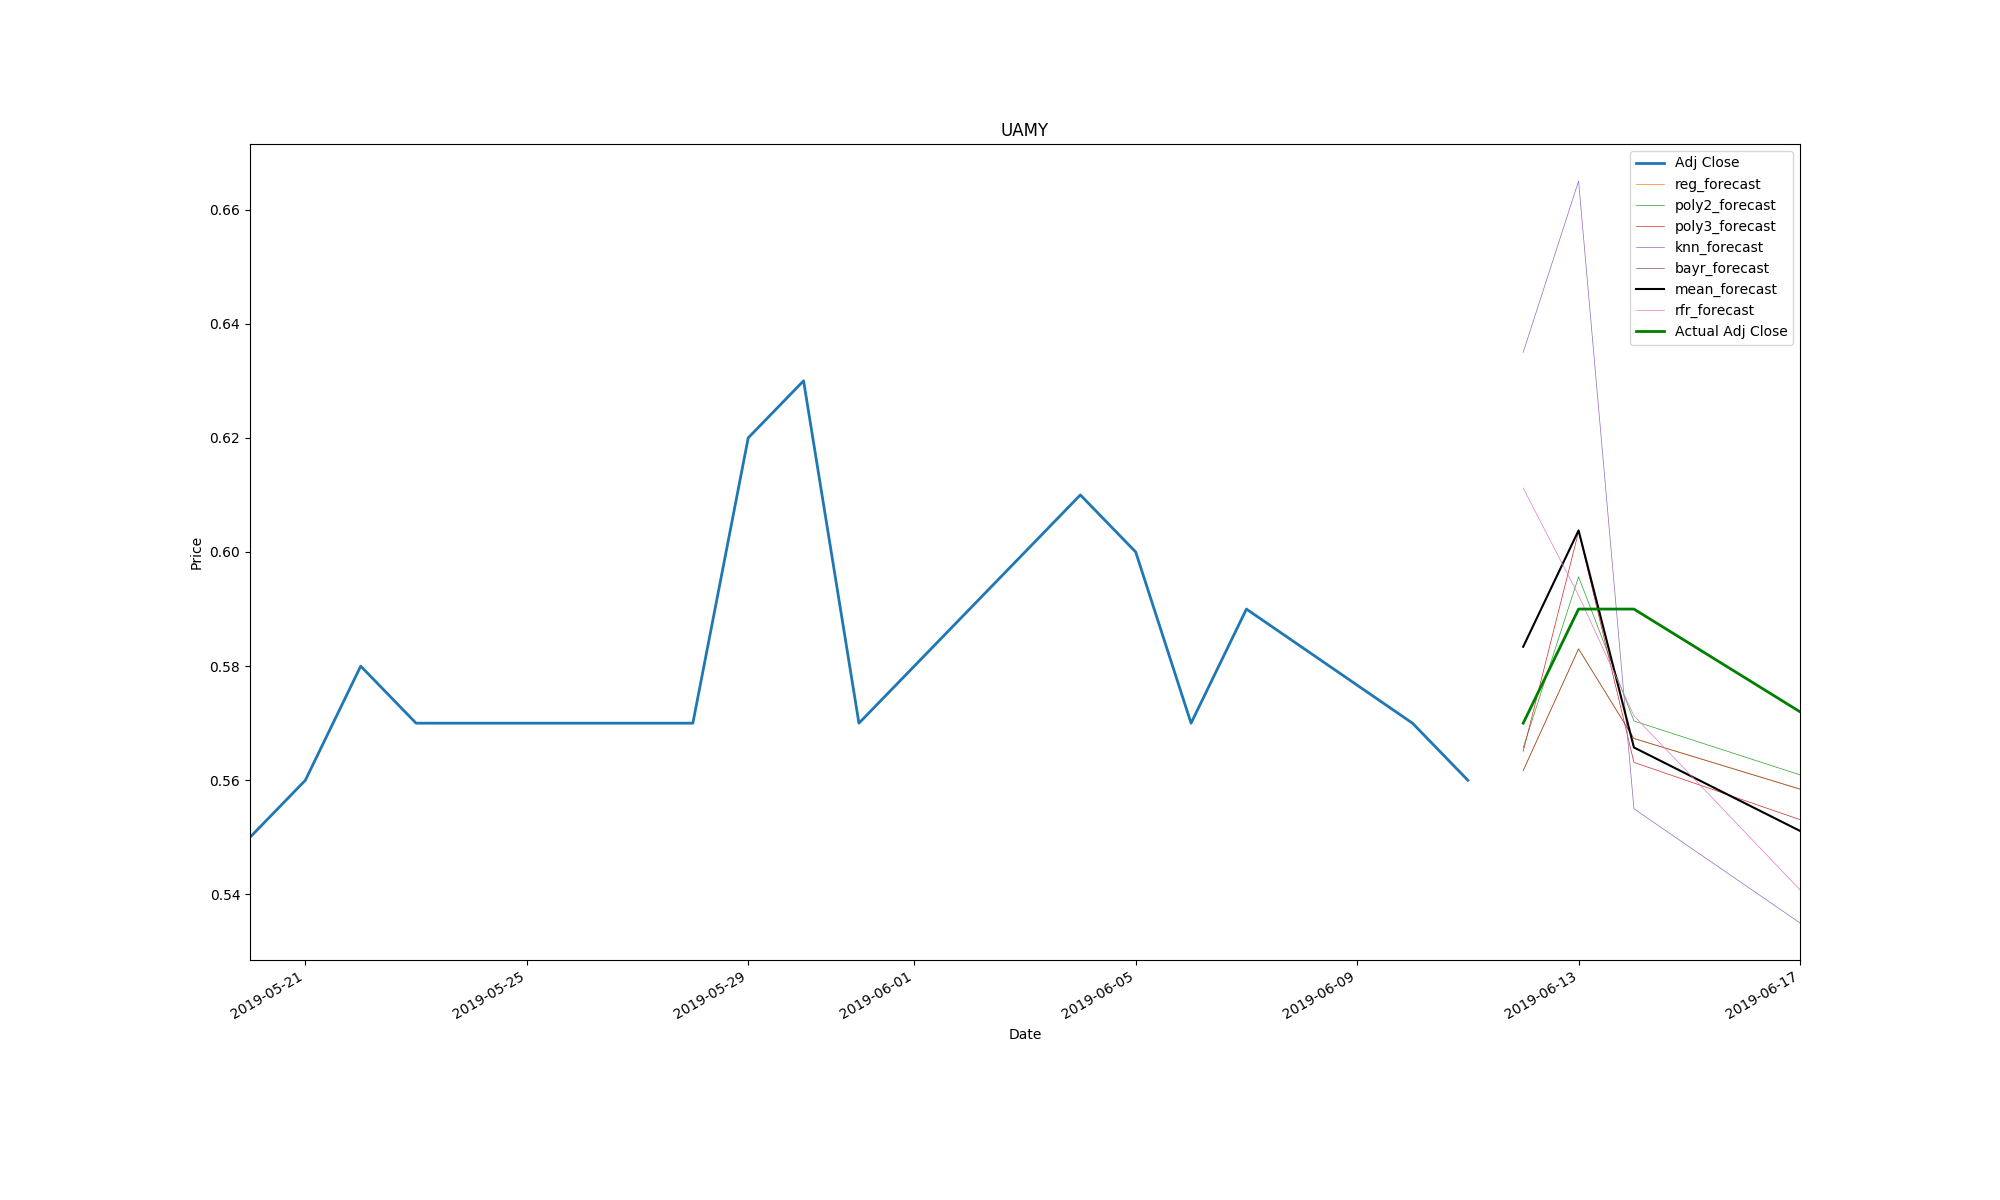 UAMY
Adj Close
reg_forecast
poly2_forecast
poly3_forecast
knn_forecast
bayr_forecast
mean_forecast
rfr_forecast
Actual Adj Close
0.66
0.64
0.62
0.60
0.58
0.56
0.54
Price
2019-05-21
2019-05-25
2019-05-29
2019-06-01
2019-06-05
2019-06-09
2019-06-13
2019-06-17
Date